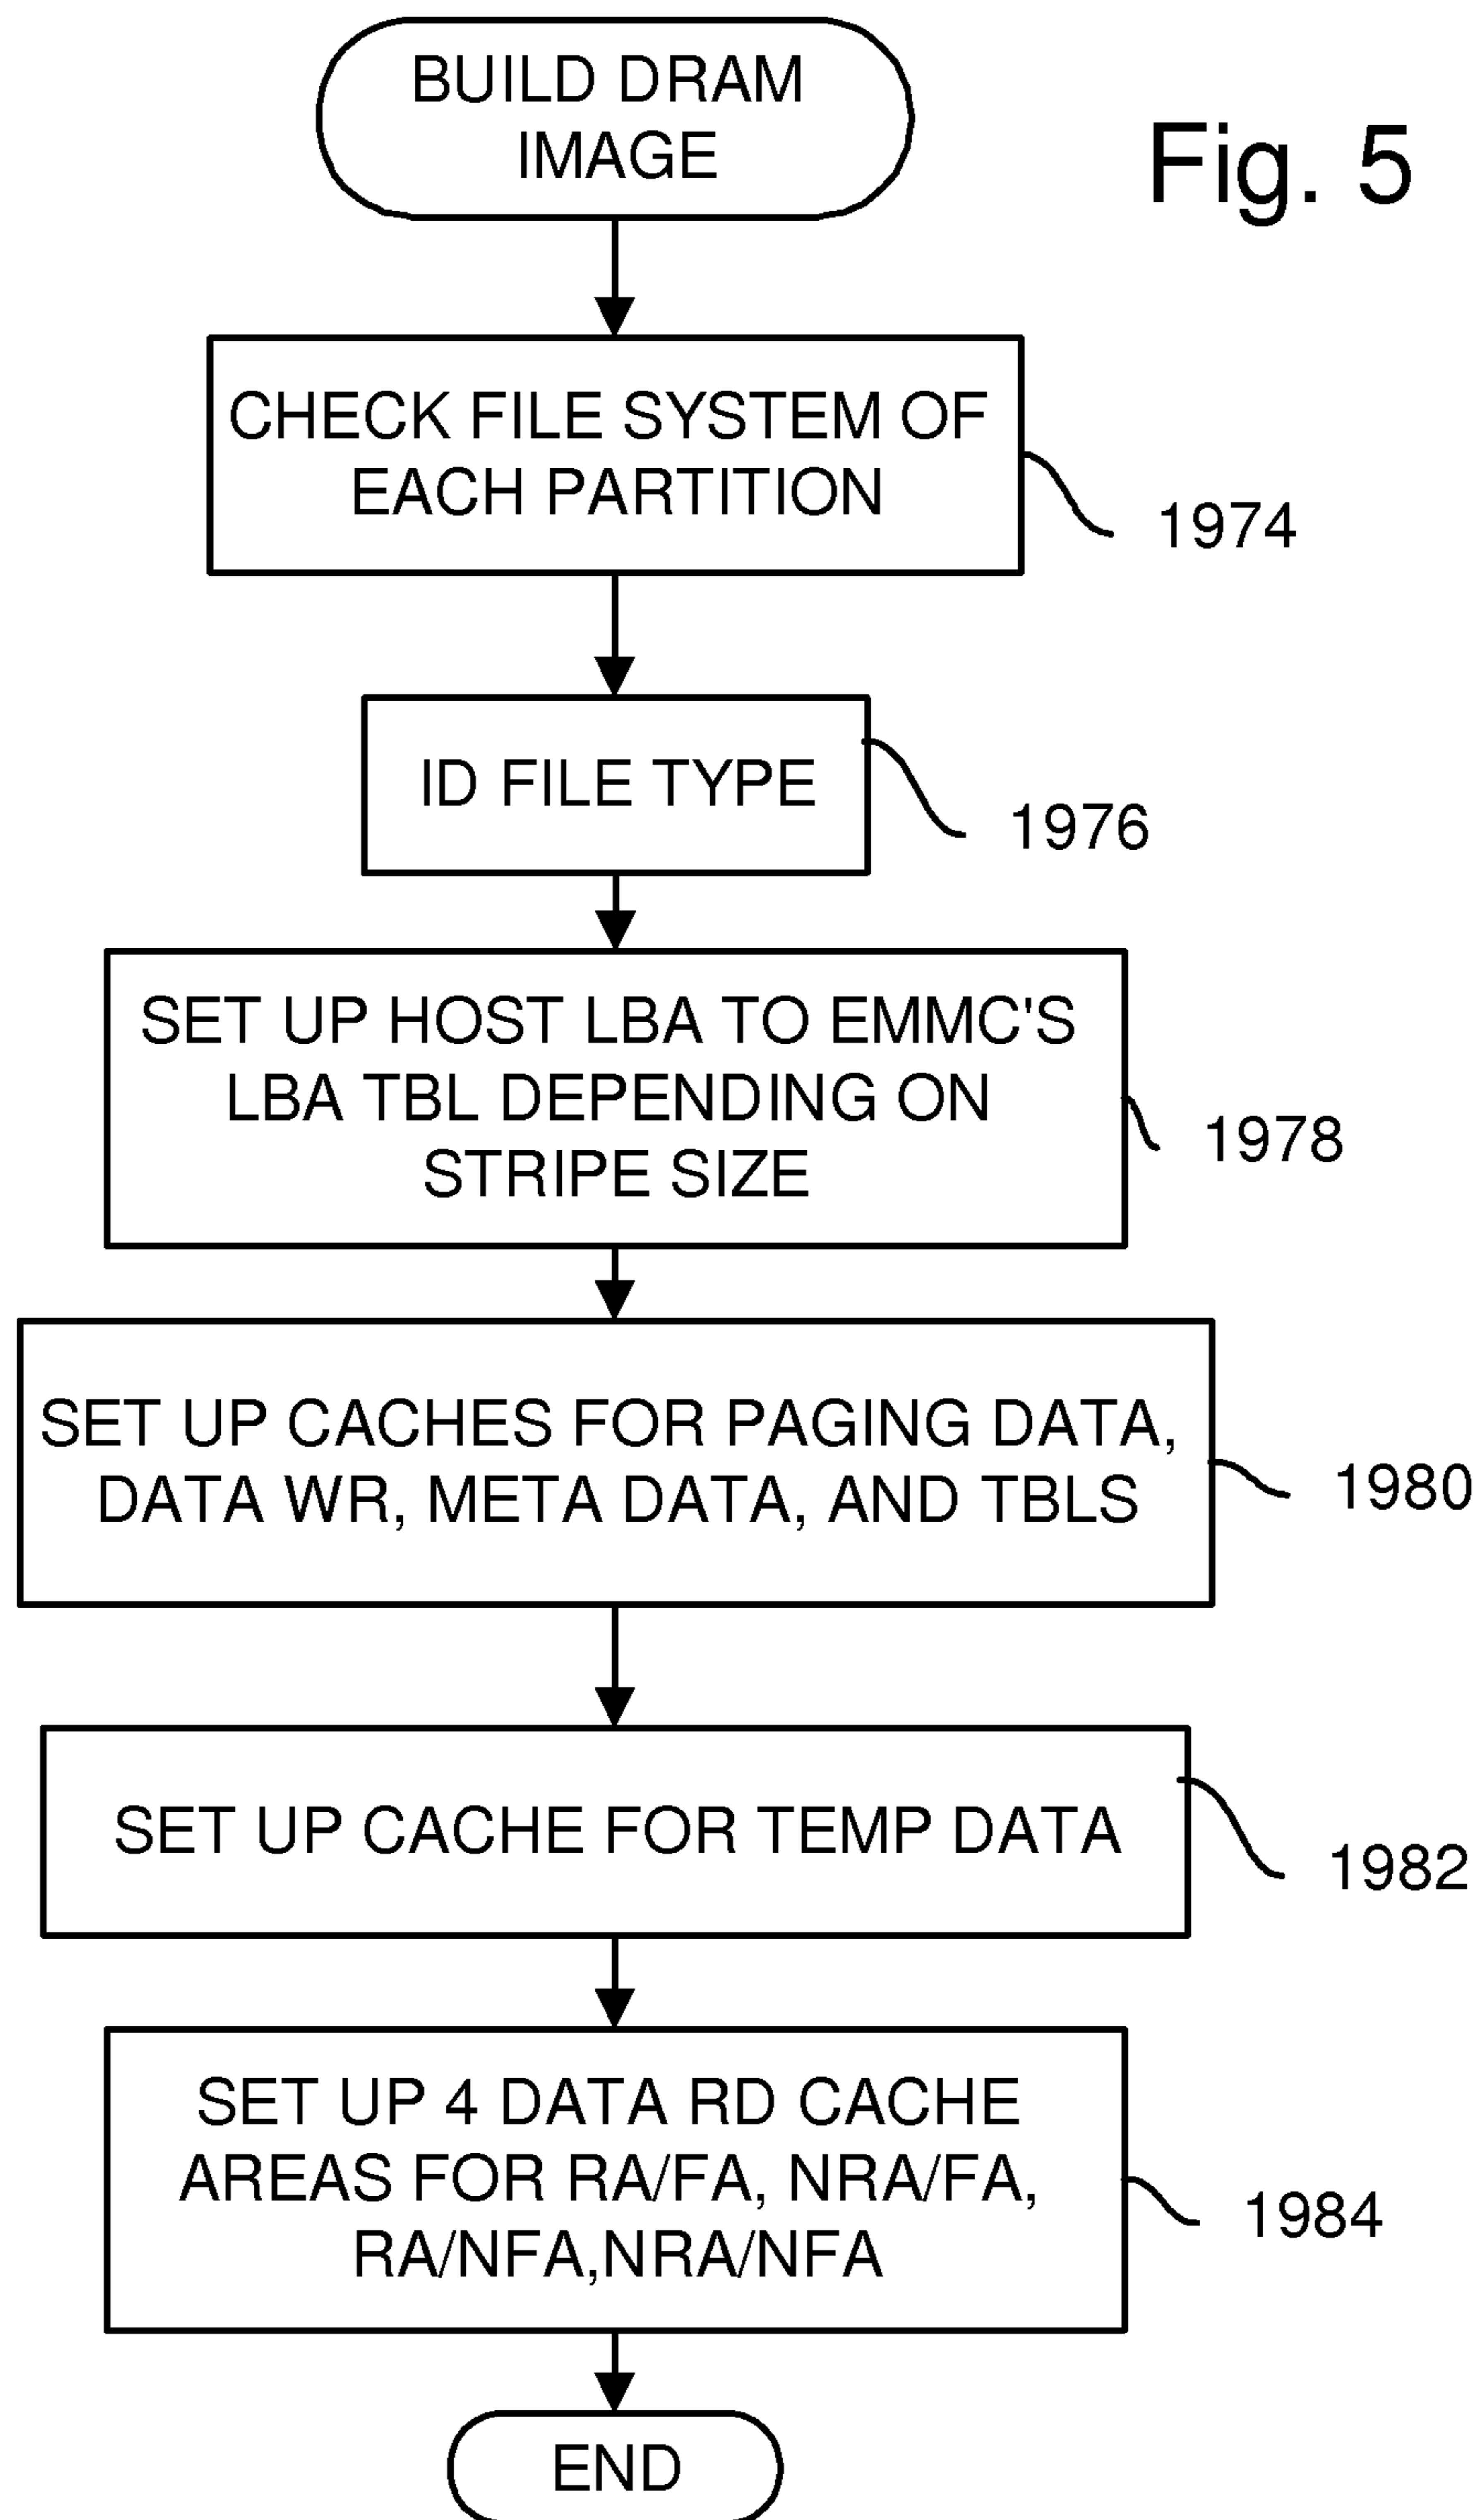 BUILD DRAM
IMAGE
Fig. 5
CHECK FILE SYSTEM OF
EACH PARTITION
1974
ID FILE TYPE
1976
SET UP HOST LBA TO EMMC'S
LBA TBL DEPENDING ON
STRIPE SIZE
1978
SET UP CACHES FOR PAGING DATA,
DATA WR, META DATA, AND TBLS
1980
SET UP CACHE FOR TEMP DATA
1982
SET UP 4 DATA RD CACHE
AREAS FOR RA/FA, NRA/FA,
RA/NFA,NRA/NFA
1984
END